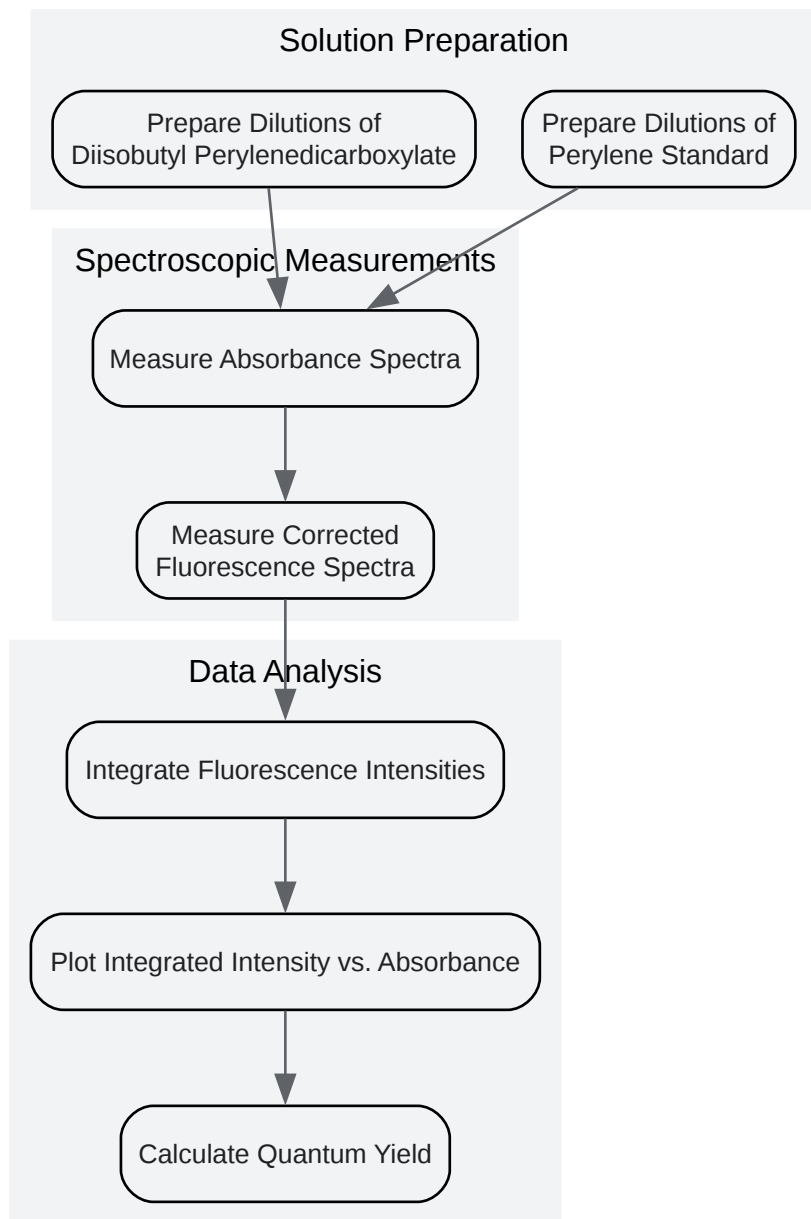 Solution Preparation
Prepare Dilutions of
Diisobutyl Perylenedicarboxylate
Prepare Dilutions of
Perylene Standard
Spectroscopic Measurements
Measure Absorbance Spectra
Measure Corrected
Fluorescence Spectra
Data Analysis
Integrate Fluorescence Intensities
Plot Integrated Intensity vs. Absorbance
Calculate Quantum Yield